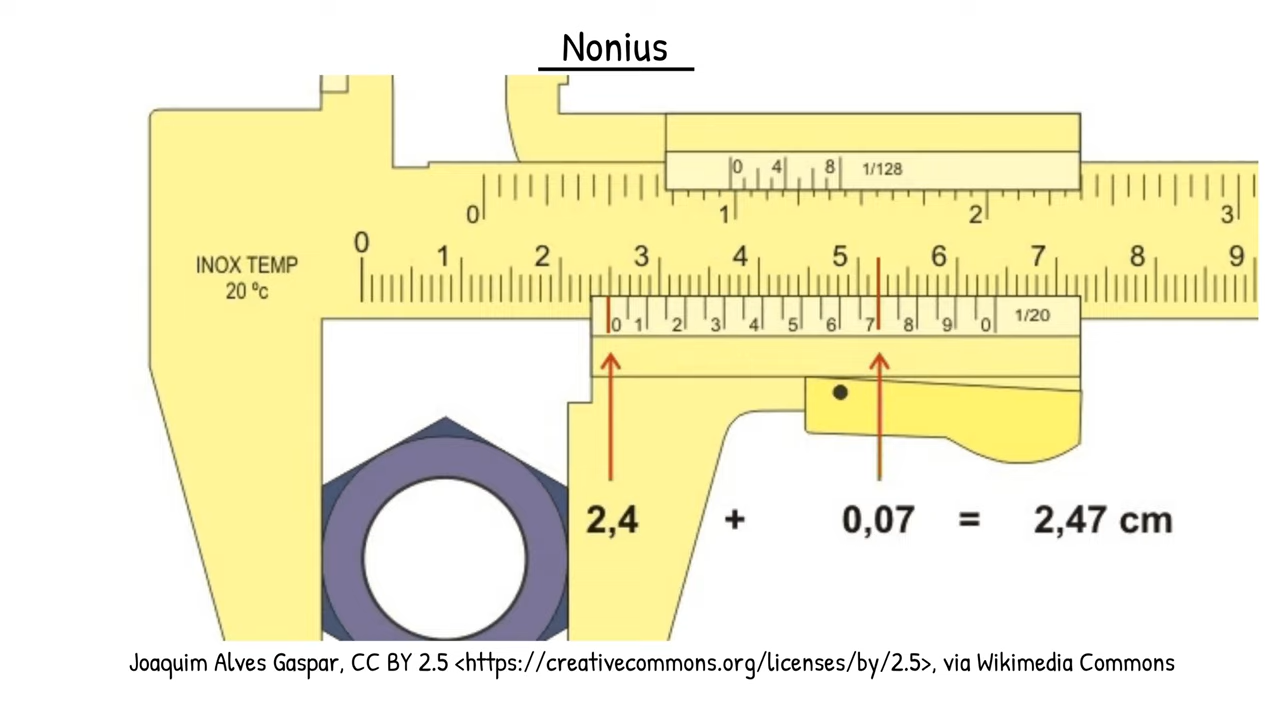 Nonius
0 4 8 1/128
0 1 2 3
0 1 2 3 4 5 6 7 8 9
INOX TEMP
20 ºc
0 1 2 3 4 5 6 7 8 9 0 1/20
2,4 + 0,07 = 2,47 cm
Joaquim Alves Gaspar, CC BY 2.5 <https://creativecommons.org/licenses/by/2.5>, via Wikimedia Commons